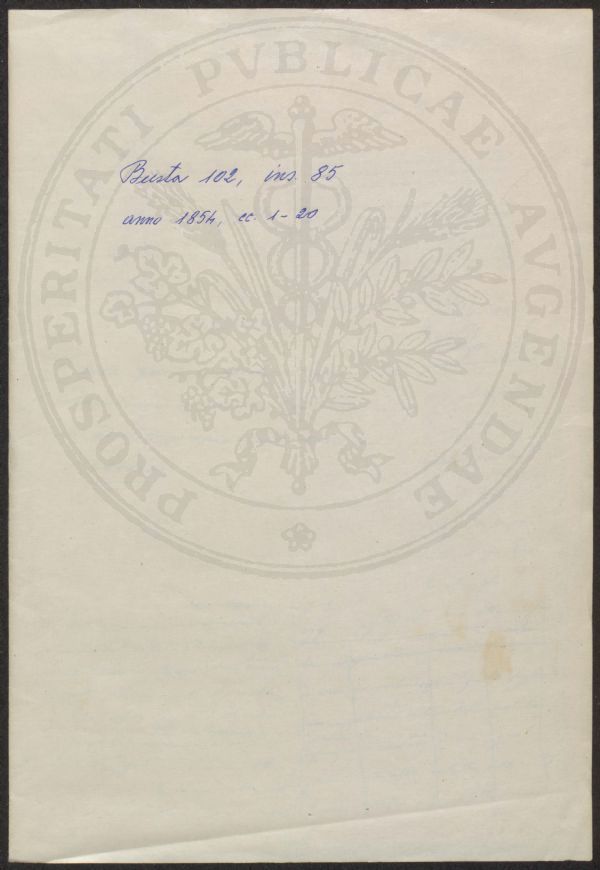 PROSPERITATI PVBLICAE AVGENDAE
Busta 102, ins. 85
anno 1854, cc. 1-20